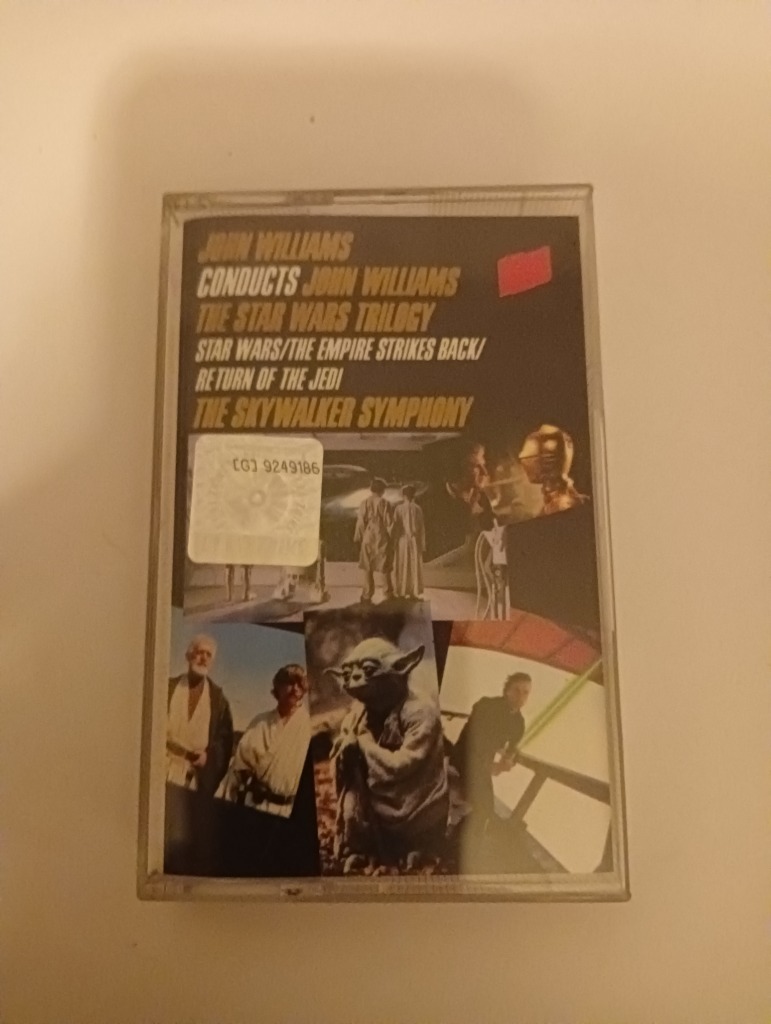 JOHN WILLIAMS
CONDUCTS JOHN WILLIAMS
THE STAR WARS TRILOGY
STAR WARS/THE EMPIRE STRIKES BACK/
RETURN OF THE JEDI
THE SKYWALKER SYMPHONY
[G] 9249186